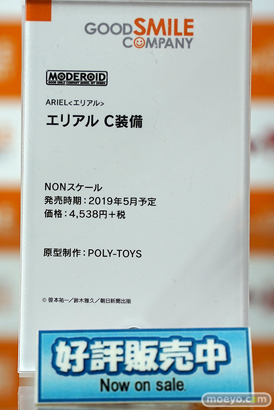 GOOD SMILE
COMPANY
MODEROID
ARIEL<エリアル>
エリアル C装備
NONスケール
発売時期：2019年5月予定
価格：4,538円+税
原型制作：POLY-TOYS
© 笹本祐一／鈴木雅久／朝日新聞出版
好評販売中
Now on sale.
moeyo.com